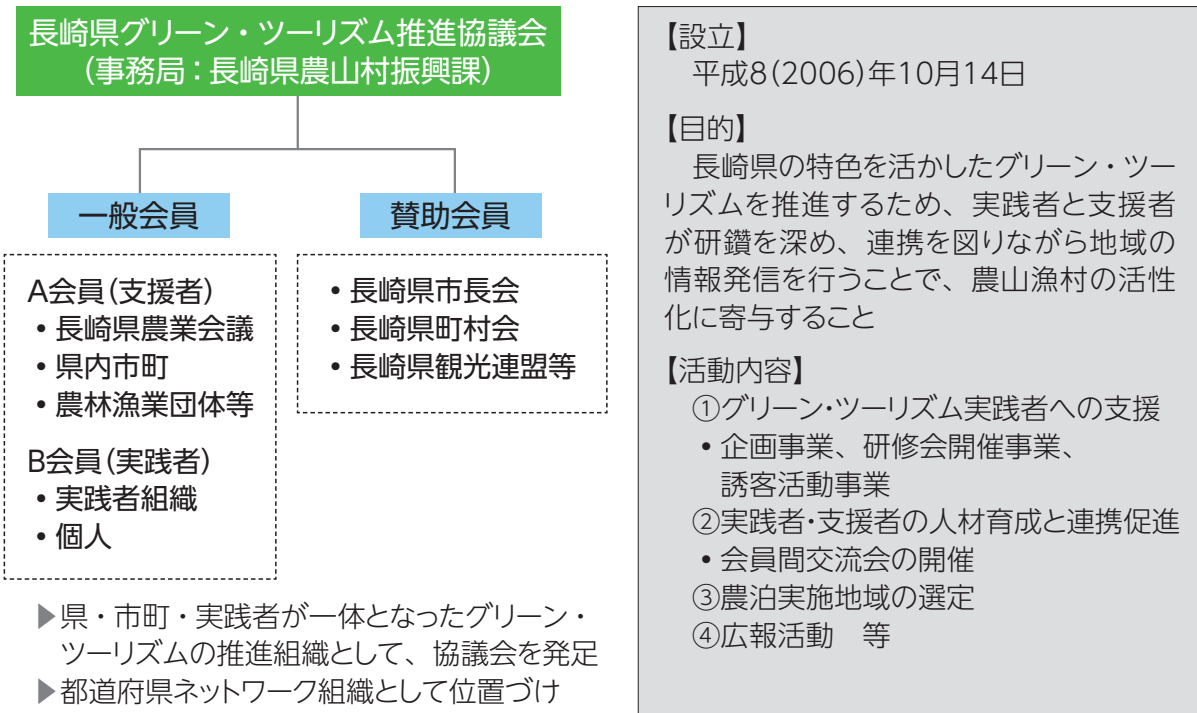 長崎県グリーン・ツーリズム推進協議会
(事務局：長崎県農山村振興課)
一般会員
A会員(支援者)
• 長崎県農業会議
• 県内市町
• 農林漁業団体等
B会員(実践者)
• 実践者組織
• 個人
賛助会員
• 長崎県市長会
• 長崎県町村会
• 長崎県観光連盟等
▶県・市町・実践者が一体となったグリーン・
ツーリズムの推進組織として、協議会を発足
▶都道府県ネットワーク組織として位置づけ
【設立】
平成8(2006)年10月14日
【目的】
長崎県の特色を活かしたグリーン・ツー
リズムを推進するため、実践者と支援者
が研鑽を深め、連携を図りながら地域の
情報発信を行うことで、農山漁村の活性
化に寄与すること
【活動内容】
①グリーン・ツーリズム実践者への支援
• 企画事業、研修会開催事業、
誘客活動事業
②実践者・支援者の人材育成と連携促進
• 会員間交流会の開催
③農泊実施地域の選定
④広報活動　等